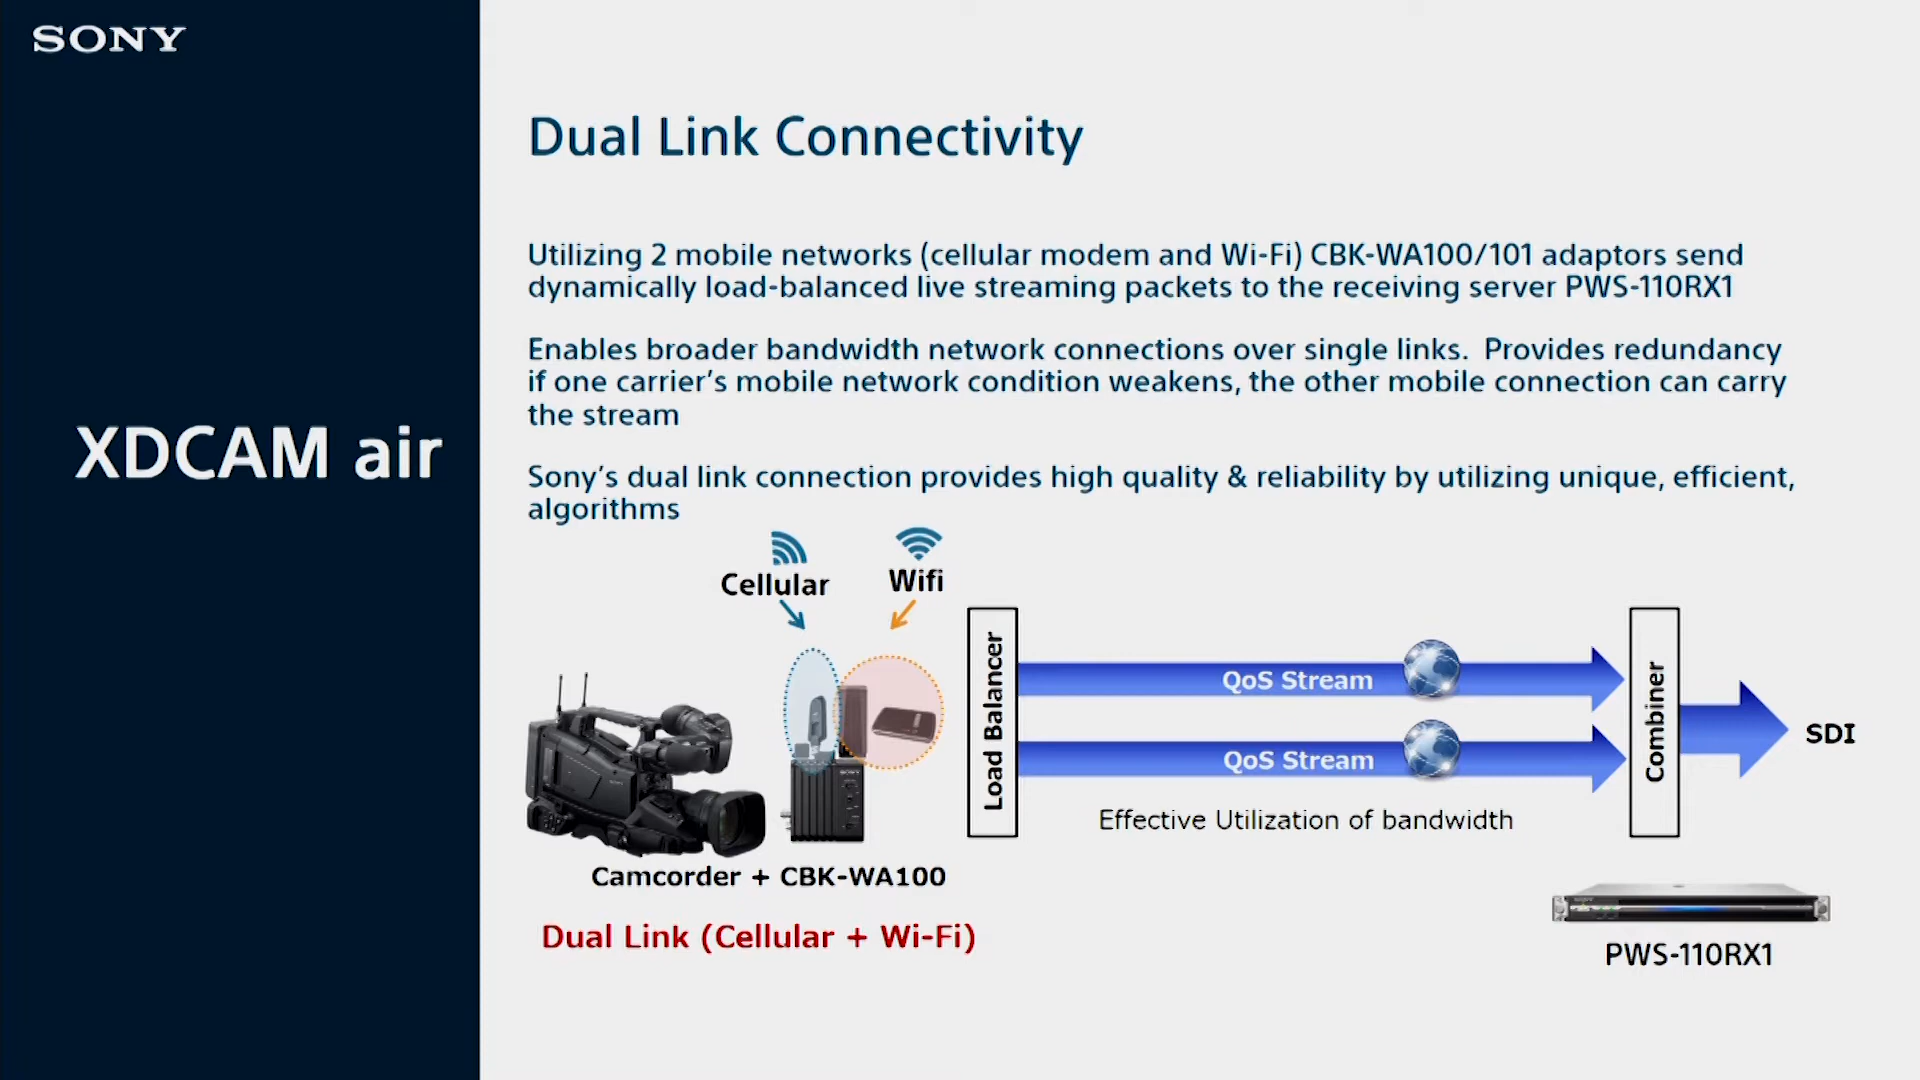 SONY
XDCAM air
Dual Link Connectivity
Utilizing 2 mobile networks (cellular modem and Wi-Fi) CBK-WA100/101 adaptors send
dynamically load-balanced live streaming packets to the receiving server PWS-110RX1
Enables broader bandwidth network connections over single links.  Provides redundancy
if one carrier's mobile network condition weakens, the other mobile connection can carry
the stream
Sony's dual link connection provides high quality & reliability by utilizing unique, efficient,
algorithms
Cellular
Wifi
Load Balancer
QoS Stream
QoS Stream
Effective Utilization of bandwidth
Combiner
SDI
SONY
Camcorder + CBK-WA100
Dual Link (Cellular + Wi-Fi)
PWS-110RX1